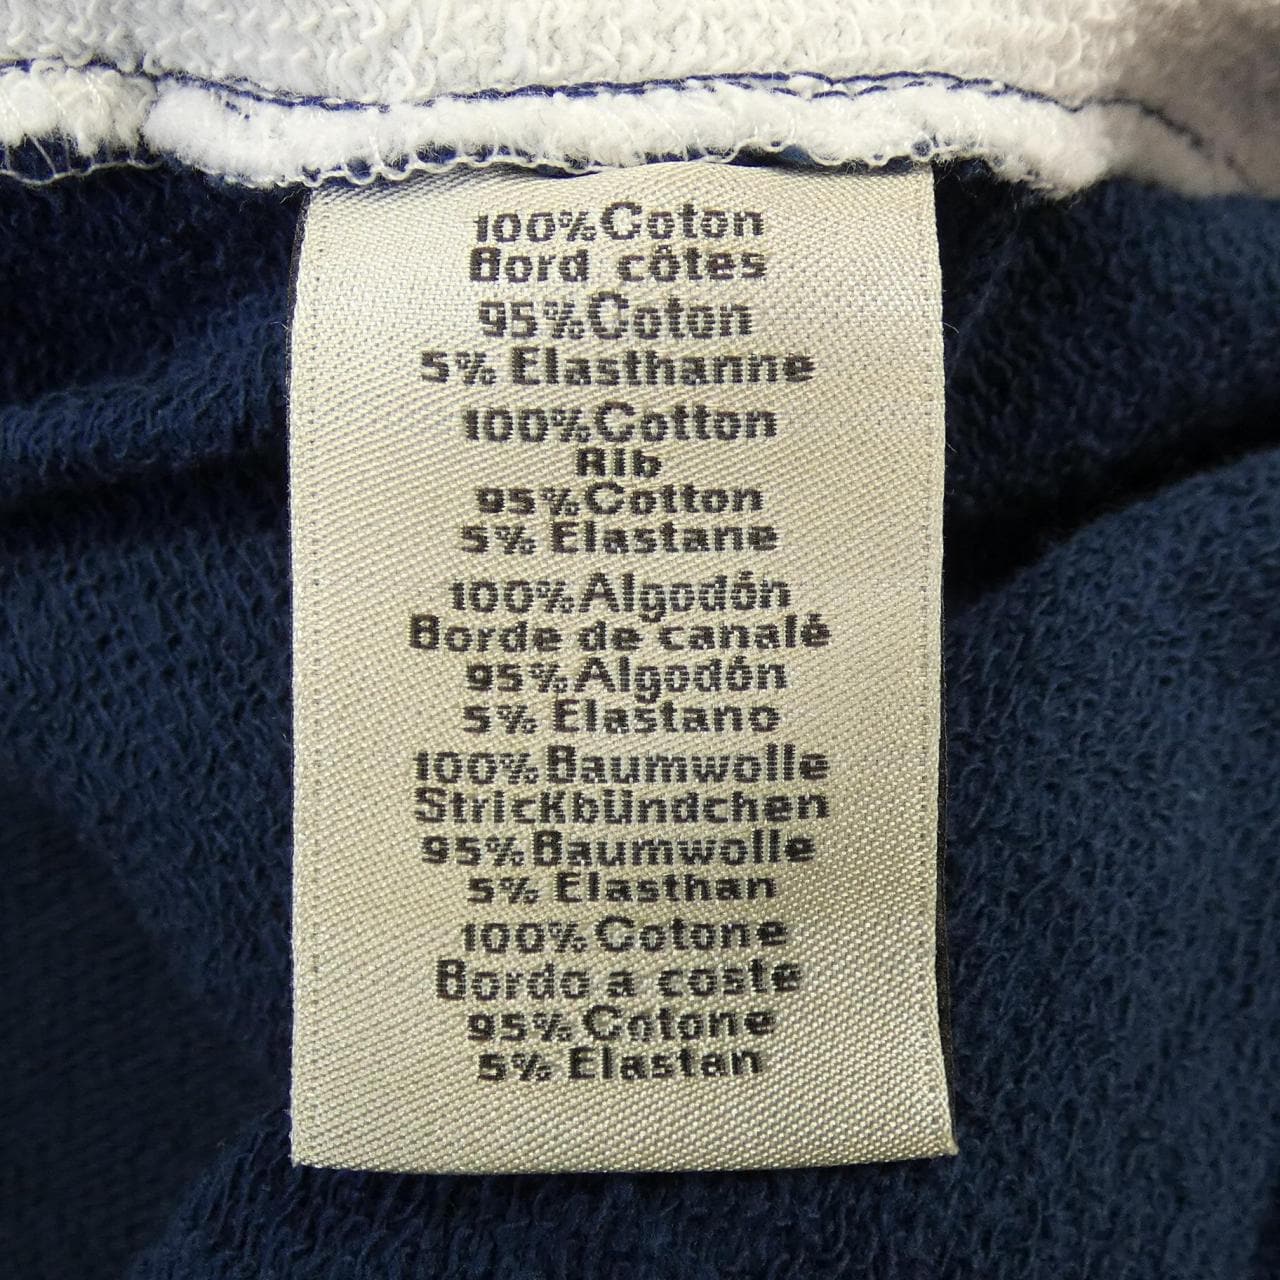 100% Coton
Bord côtes
95% Coton
5% Elasthanne
100% Cotton
Rib
95% Cotton
5% Elastane
100% Algodón
Borde de canalé
95% Algodón
5% Elastano
100% Baumwolle
Strickbündchen
95% Baumwolle
5% Elasthan
100% Cotone
Bordo a coste
95% Cotone
5% Elastan